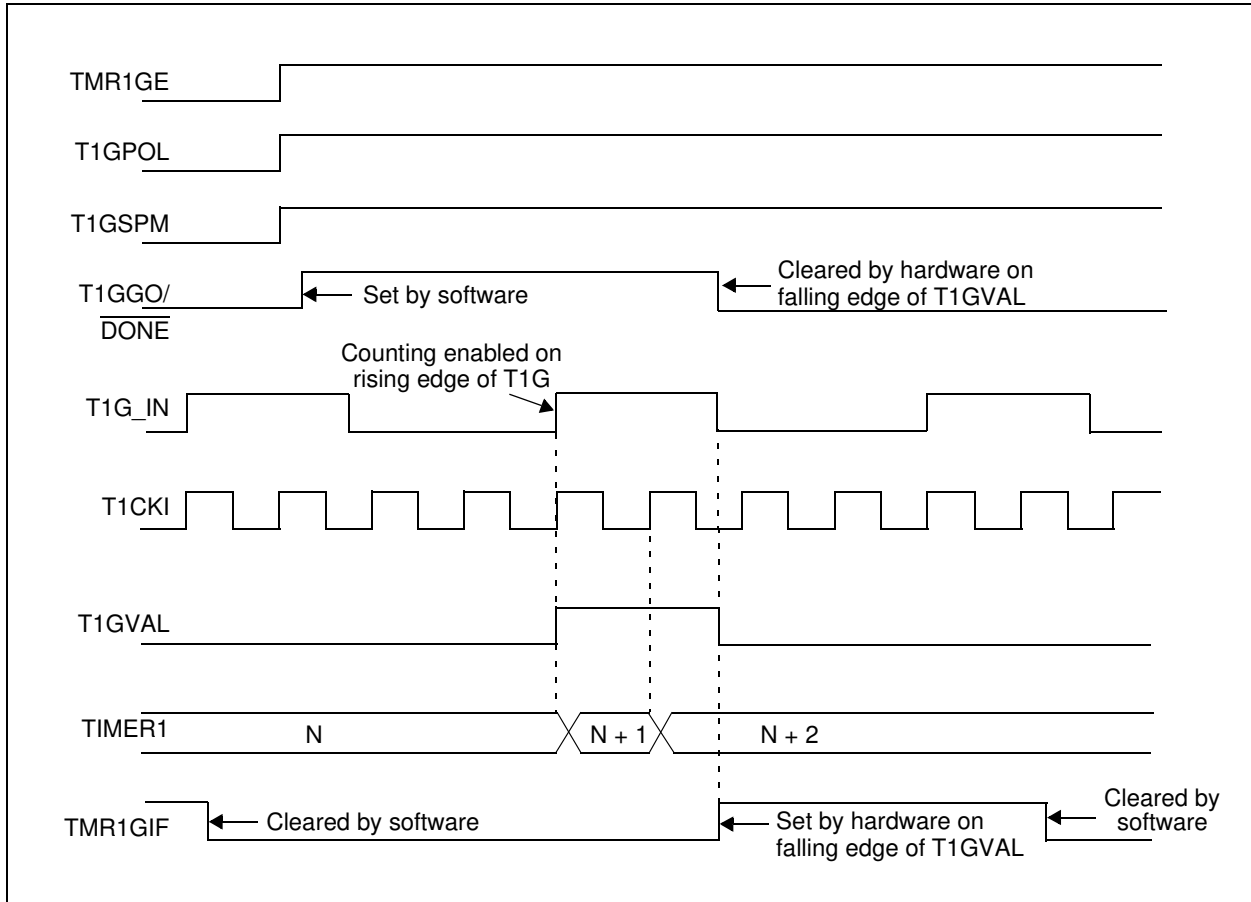 TMR1GE
T1GPOL
T1GSPM
T1GGO/
DONE
Set by software
Cleared by hardware on
falling edge of T1GVAL
Counting enabled on
rising edge of T1G
T1G_IN
T1CKI
T1GVAL
TIMER1
N
N + 1
N + 2
TMR1GIF
Cleared by software
Set by hardware on
falling edge of T1GVAL
Cleared by
software